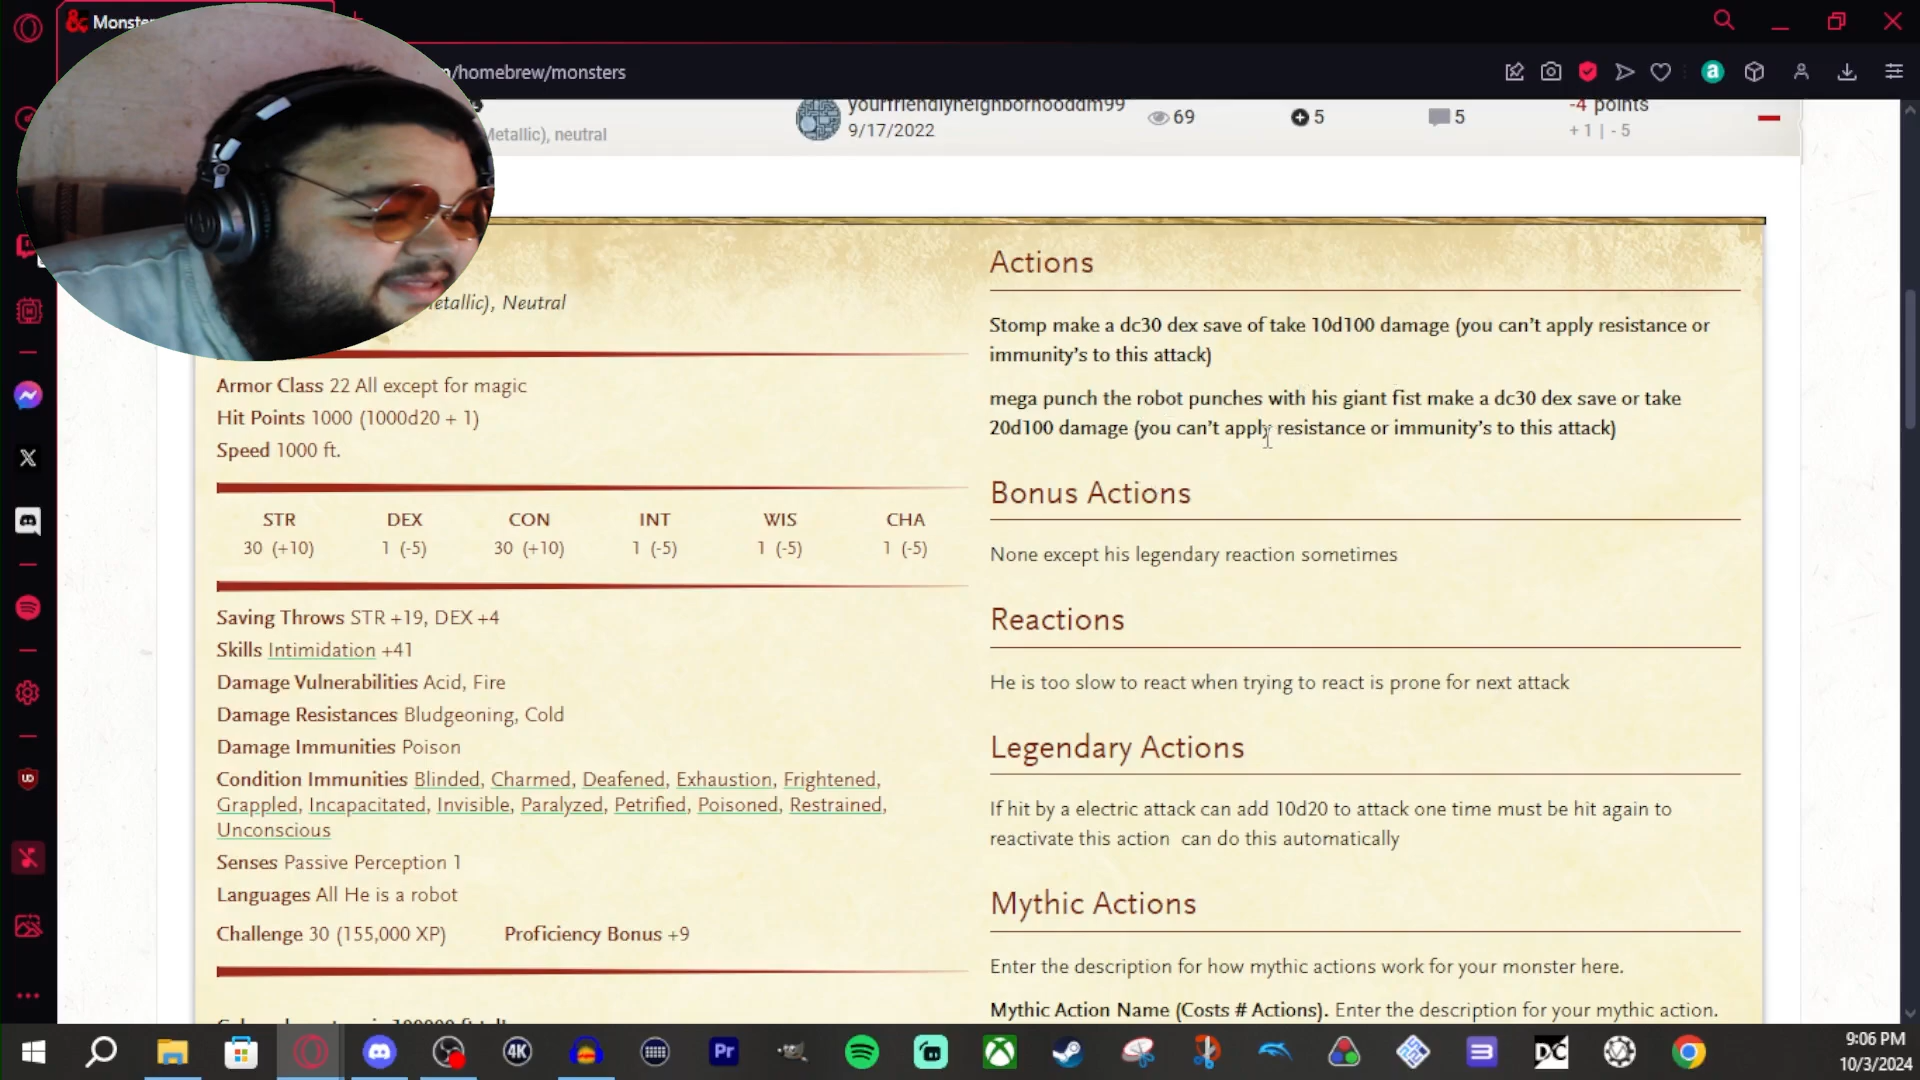 Monste
/homebrew/monsters
a
yourfriendlyneighborhooddm99
9/17/2022
69
5
5
-4 points
+ 1 | - 5
Metallic), neutral
etallic), Neutral
Armor Class 22 All except for magic
Hit Points 1000 (1000d20 + 1)
Speed 1000 ft.
STR DEX CON INT WIS CHA
30 (+10) 1 (-5) 30 (+10) 1 (-5) 1 (-5) 1 (-5)
Saving Throws STR +19, DEX +4
Skills Intimidation +41
Damage Vulnerabilities Acid, Fire
Damage Resistances Bludgeoning, Cold
Damage Immunities Poison
Condition Immunities Blinded, Charmed, Deafened, Exhaustion, Frightened,
Grappled, Incapacitated, Invisible, Paralyzed, Petrified, Poisoned, Restrained,
Unconscious
Senses Passive Perception 1
Languages All He is a robot
Challenge 30 (155,000 XP) Proficiency Bonus +9
Actions
Stomp make a dc30 dex save of take 10d100 damage (you can't apply resistance or
immunity's to this attack)
mega punch the robot punches with his giant fist make a dc30 dex save or take
20d100 damage (you can't apply resistance or immunity's to this attack)
Bonus Actions
None except his legendary reaction sometimes
Reactions
He is too slow to react when trying to react is prone for next attack
Legendary Actions
If hit by a electric attack can add 10d20 to attack one time must be hit again to
reactivate this action  can do this automatically
Mythic Actions
Enter the description for how mythic actions work for your monster here.
Mythic Action Name (Costs # Actions). Enter the description for your mythic action.
4K
Pr
DC
9:06 PM
10/3/2024